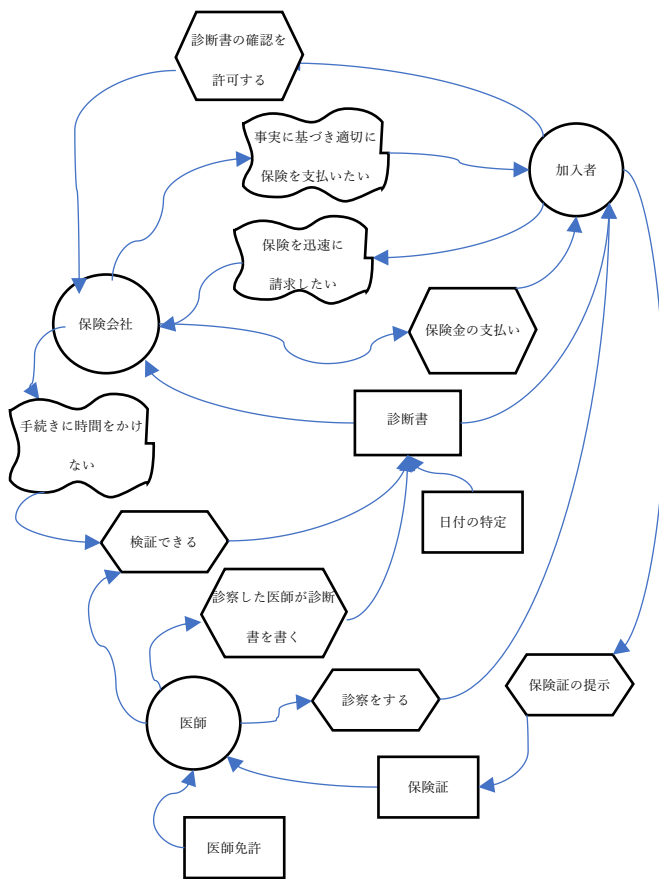 診断書の確認を
許可する
事実に基づき適切に
保険を支払いたい
加入者
保険を迅速に
請求したい
保険会社
保険金の支払い
手続きに時間をかけ
ない
診断書
日付の特定
検証できる
診察した医師が診断
書を書く
診察をする
保険証の提示
医師
保険証
医師免許